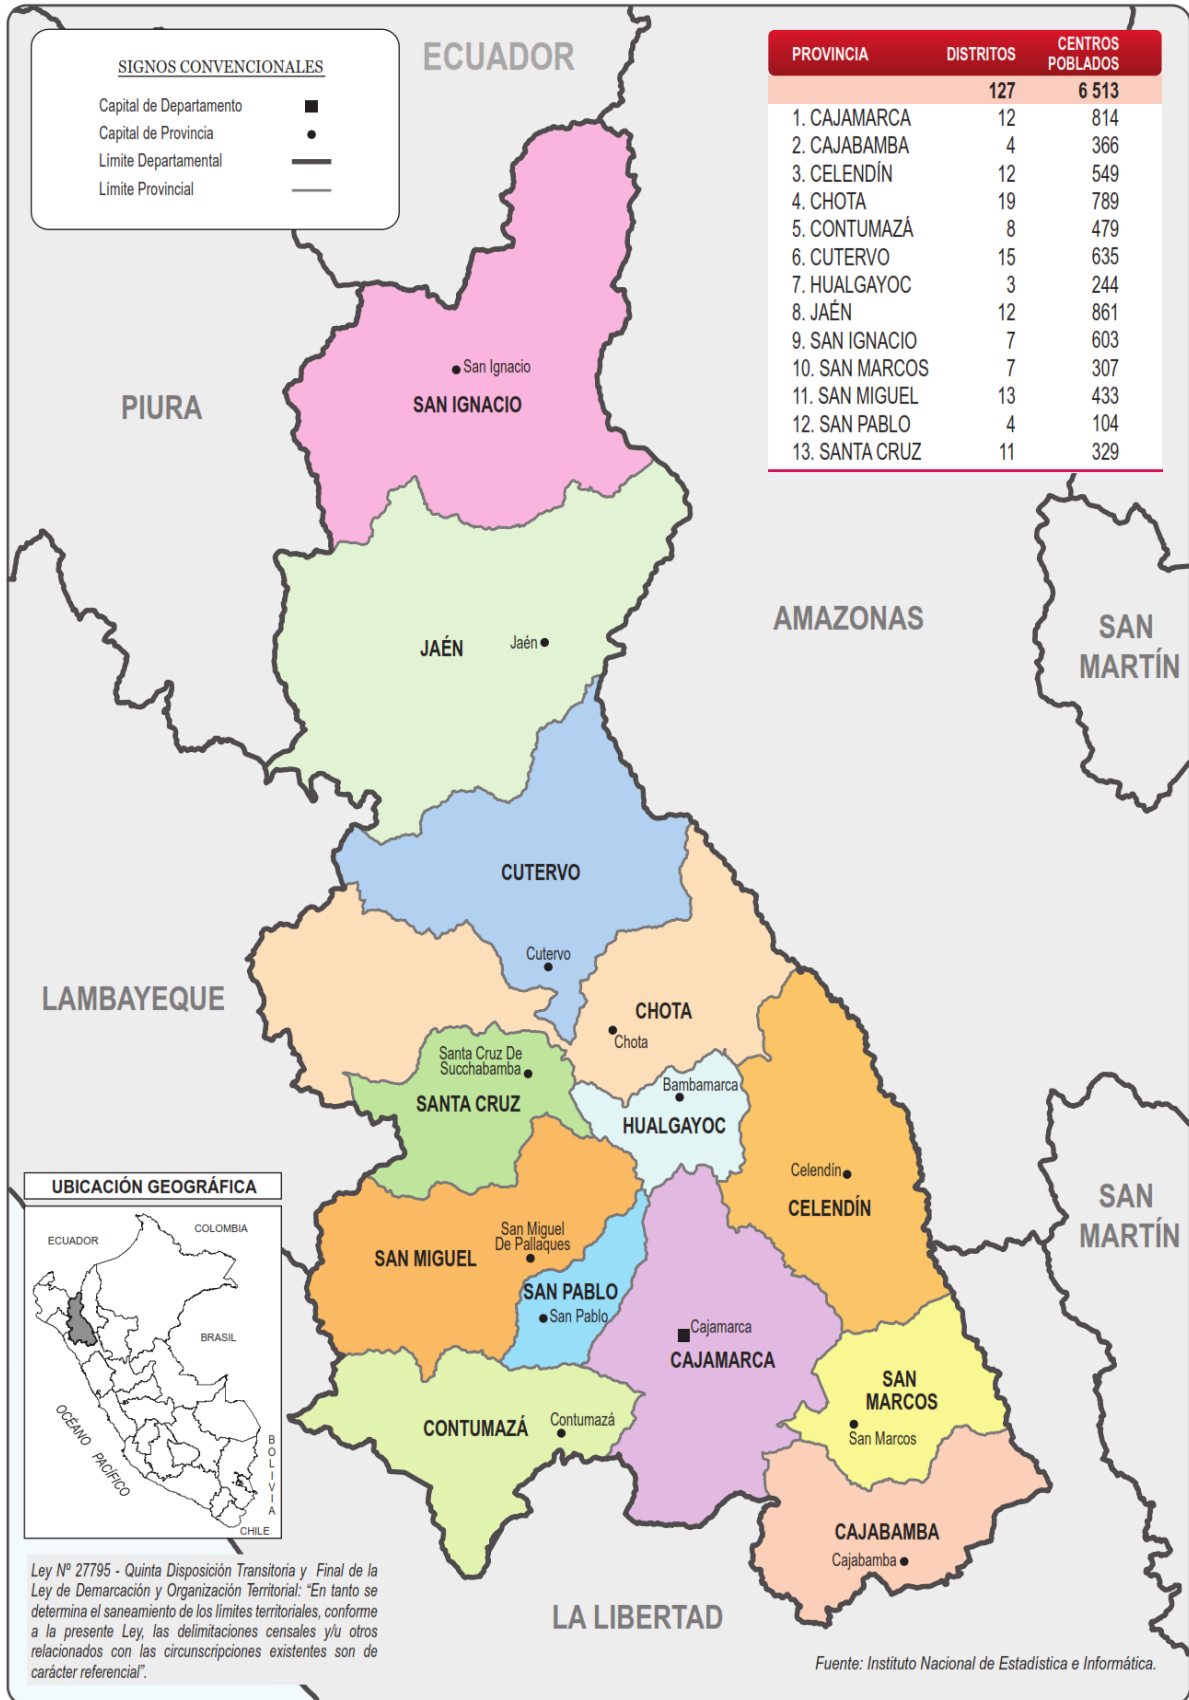 SIGNOS CONVENCIONALES
Capital de Departamento
Capital de Provincia
Límite Departamental
Límite Provincial
ECUADOR
PROVINCIA DISTRITOS CENTROS POBLADOS
127 6 513
1. CAJAMARCA 12 814
2. CAJABAMBA 4 366
3. CELENDÍN 12 549
4. CHOTA 19 789
5. CONTUMAZÁ 8 479
6. CUTERVO 15 635
7. HUALGAYOC 3 244
8. JAÉN 12 861
9. SAN IGNACIO 7 603
10. SAN MARCOS 7 307
11. SAN MIGUEL 13 433
12. SAN PABLO 4 104
13. SANTA CRUZ 11 329
San Ignacio
SAN IGNACIO
PIURA
AMAZONAS
SAN
MARTÍN
JAÉN
Jaén
CUTERVO
Cutervo
LAMBAYEQUE
CHOTA
Chota
Santa Cruz De
Succhabamba
SANTA CRUZ
Bambamarca
HUALGAYOC
Celendín
CELENDÍN
SAN
MARTÍN
San Miguel
De Pallaques
SAN MIGUEL
SAN PABLO
San Pablo
Cajamarca
CAJAMARCA
SAN
MARCOS
San Marcos
CONTUMAZÁ
Contumazá
CAJABAMBA
Cajabamba
LA LIBERTAD
UBICACIÓN GEOGRÁFICA
COLOMBIA
ECUADOR
BRASIL
OCÉANO PACÍFICO
BOLIVIA
CHILE
Ley Nº 27795 - Quinta Disposición Transitoria y Final de la
Ley de Demarcación y Organización Territorial: “En tanto se
determina el saneamiento de los límites territoriales, conforme
a la presente Ley, las delimitaciones censales y/u otros
relacionados con las circunscripciones existentes son de
carácter referencial”.
Fuente: Instituto Nacional de Estadística e Informática.